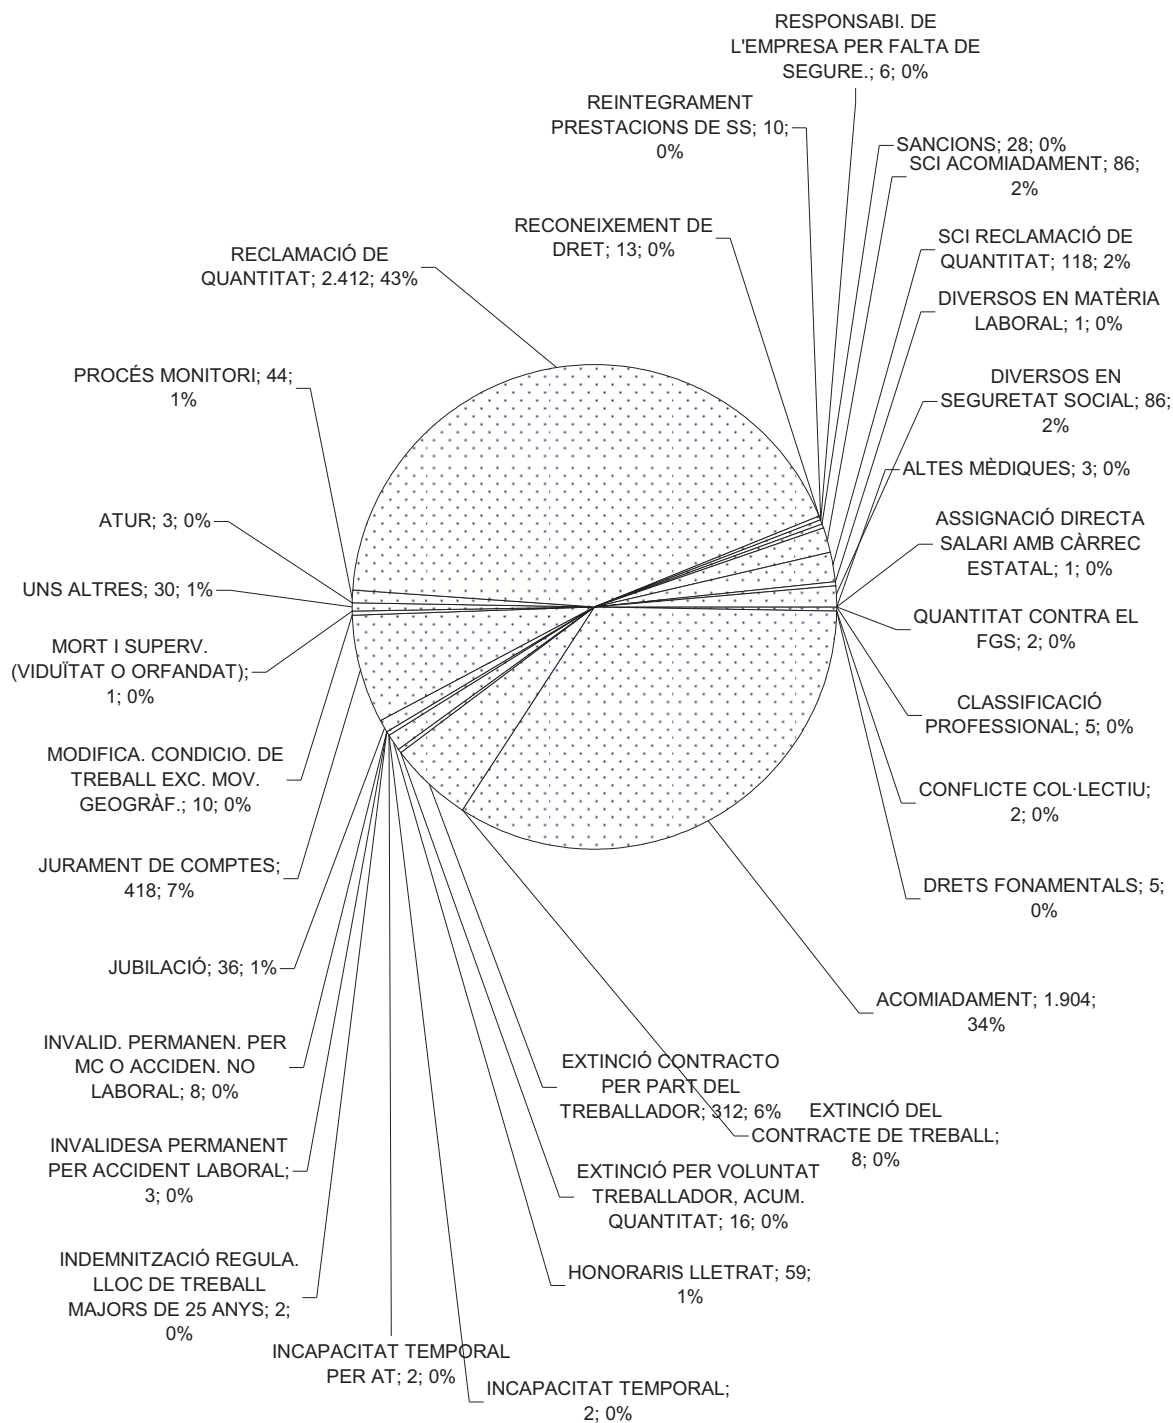 RESPONSABI. DE
L'EMPRESA PER FALTA DE
SEGURE.; 6; 0%
REINTEGRAMENT
PRESTACIONS DE SS; 10;
0%
SANCIONS; 28; 0%
SCI ACOMIADAMENT; 86;
2%
RECONEIXEMENT DE
DRET; 13; 0%
SCI RECLAMACIÓ DE
QUANTITAT; 118; 2%
RECLAMACIÓ DE
QUANTITAT; 2.412; 43%
DIVERSOS EN MATÈRIA
LABORAL; 1; 0%
PROCÉS MONITORI; 44;
1%
DIVERSOS EN
SEGURETAT SOCIAL; 86;
2%
ALTES MÈDIQUES; 3; 0%
ATUR; 3; 0%
ASSIGNACIÓ DIRECTA
SALARI AMB CÀRREC
ESTATAL; 1; 0%
UNS ALTRES; 30; 1%
QUANTITAT CONTRA EL
FGS; 2; 0%
MORT I SUPERV.
(VIDUÏTAT O ORFANDAT);
1; 0%
CLASSIFICACIÓ
PROFESSIONAL; 5; 0%
MODIFICA. CONDICIO. DE
TREBALL EXC. MOV.
GEOGRÀF.; 10; 0%
CONFLICTE COL·LECTIU;
2; 0%
JURAMENT DE COMPTES;
418; 7%
DRETS FONAMENTALS; 5;
0%
JUBILACIÓ; 36; 1%
ACOMIADAMENT; 1.904;
34%
INVALID. PERMANEN. PER
MC O ACCIDEN. NO
LABORAL; 8; 0%
EXTINCIÓ CONTRACTO
PER PART DEL
TREBALLADOR; 312; 6%
EXTINCIÓ DEL
CONTRACTE DE TREBALL;
8; 0%
INVALIDESA PERMANENT
PER ACCIDENT LABORAL;
3; 0%
EXTINCIÓ PER VOLUNTAT
TREBALLADOR, ACUM.
QUANTITAT; 16; 0%
INDEMNITZACIÓ REGULA.
LLOC DE TREBALL
MAJORS DE 25 ANYS; 2;
0%
HONORARIS LLETRAT; 59;
1%
INCAPACITAT TEMPORAL
PER AT; 2; 0%
INCAPACITAT TEMPORAL;
2; 0%